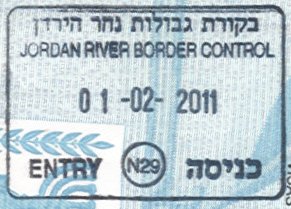 בקורת גבולות נהר הירדן
JORDAN RIVER BORDER CONTROL
01-02-2011
ENTRY N29 כניסה